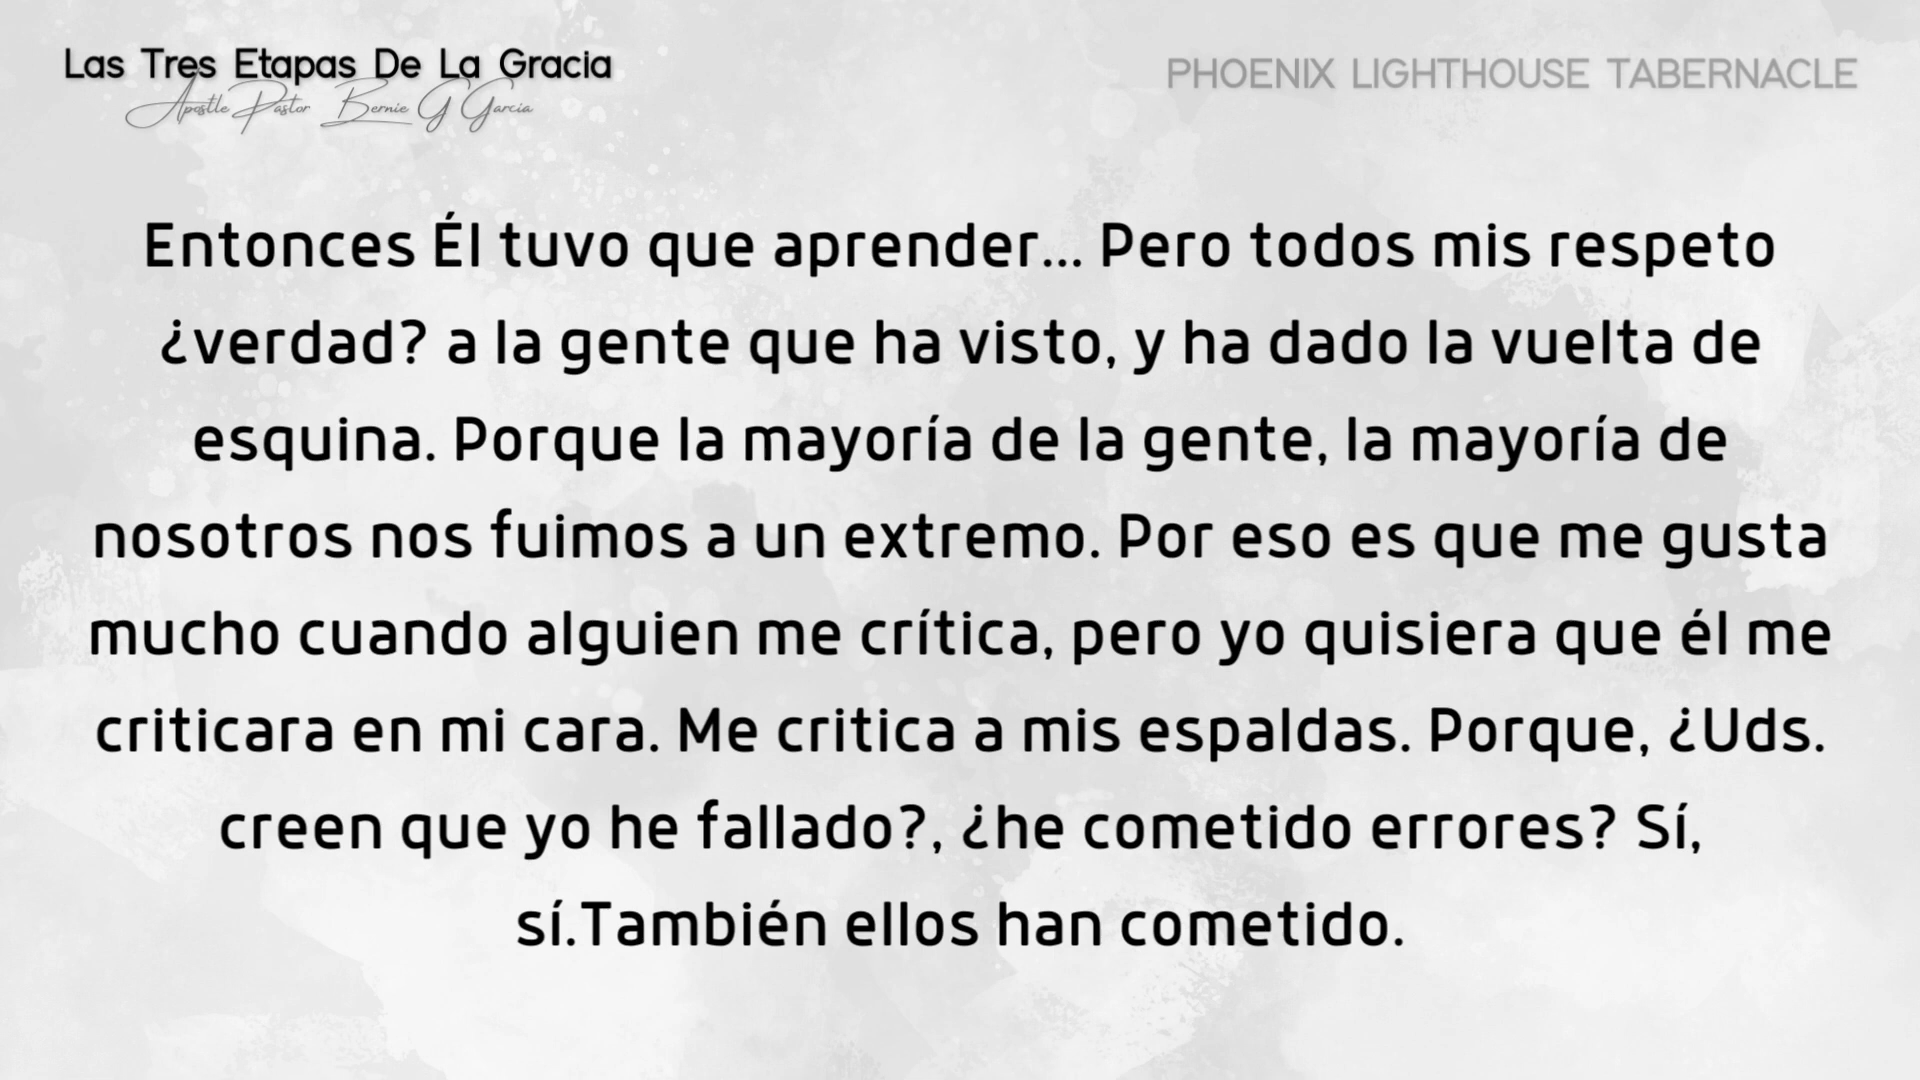 Las Tres Etapas De La Gracia
PHOENIX LIGHTHOUSE TABERNACLE
Apostle Pastor Bernie G Garcia
Entonces Él tuvo que aprender... Pero todos mis respeto
¿verdad? a la gente que ha visto, y ha dado la vuelta de
esquina. Porque la mayoría de la gente, la mayoría de
nosotros nos fuimos a un extremo. Por eso es que me gusta
mucho cuando alguien me crítica, pero yo quisiera que él me
criticara en mi cara. Me critica a mis espaldas. Porque, ¿Uds.
creen que yo he fallado?, ¿he cometido errores? Sí,
sí.También ellos han cometido.